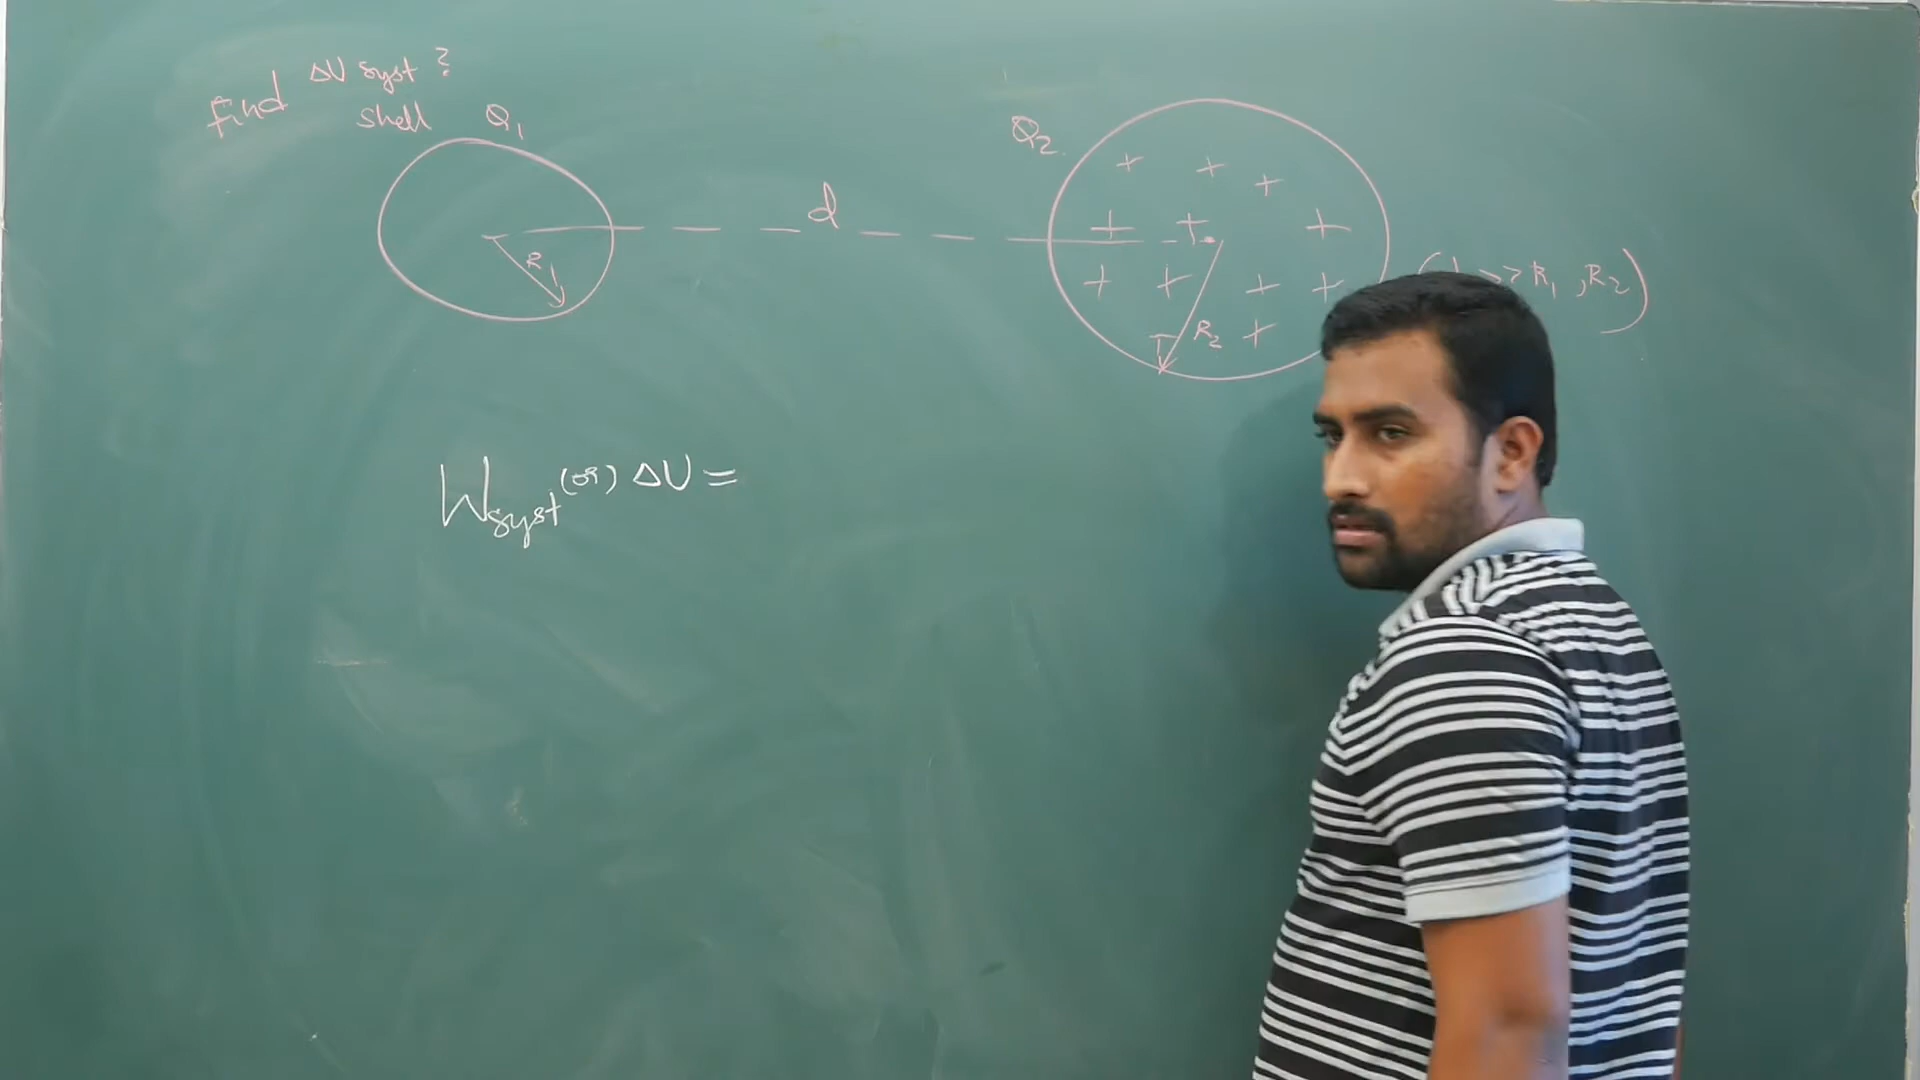 Find ΔU syst ?
shell Q1
Q2
d
R1
R2
>> R1 , R2)
+ + +
+ + +
+ + + +
+
Wsyst (or) ΔU =